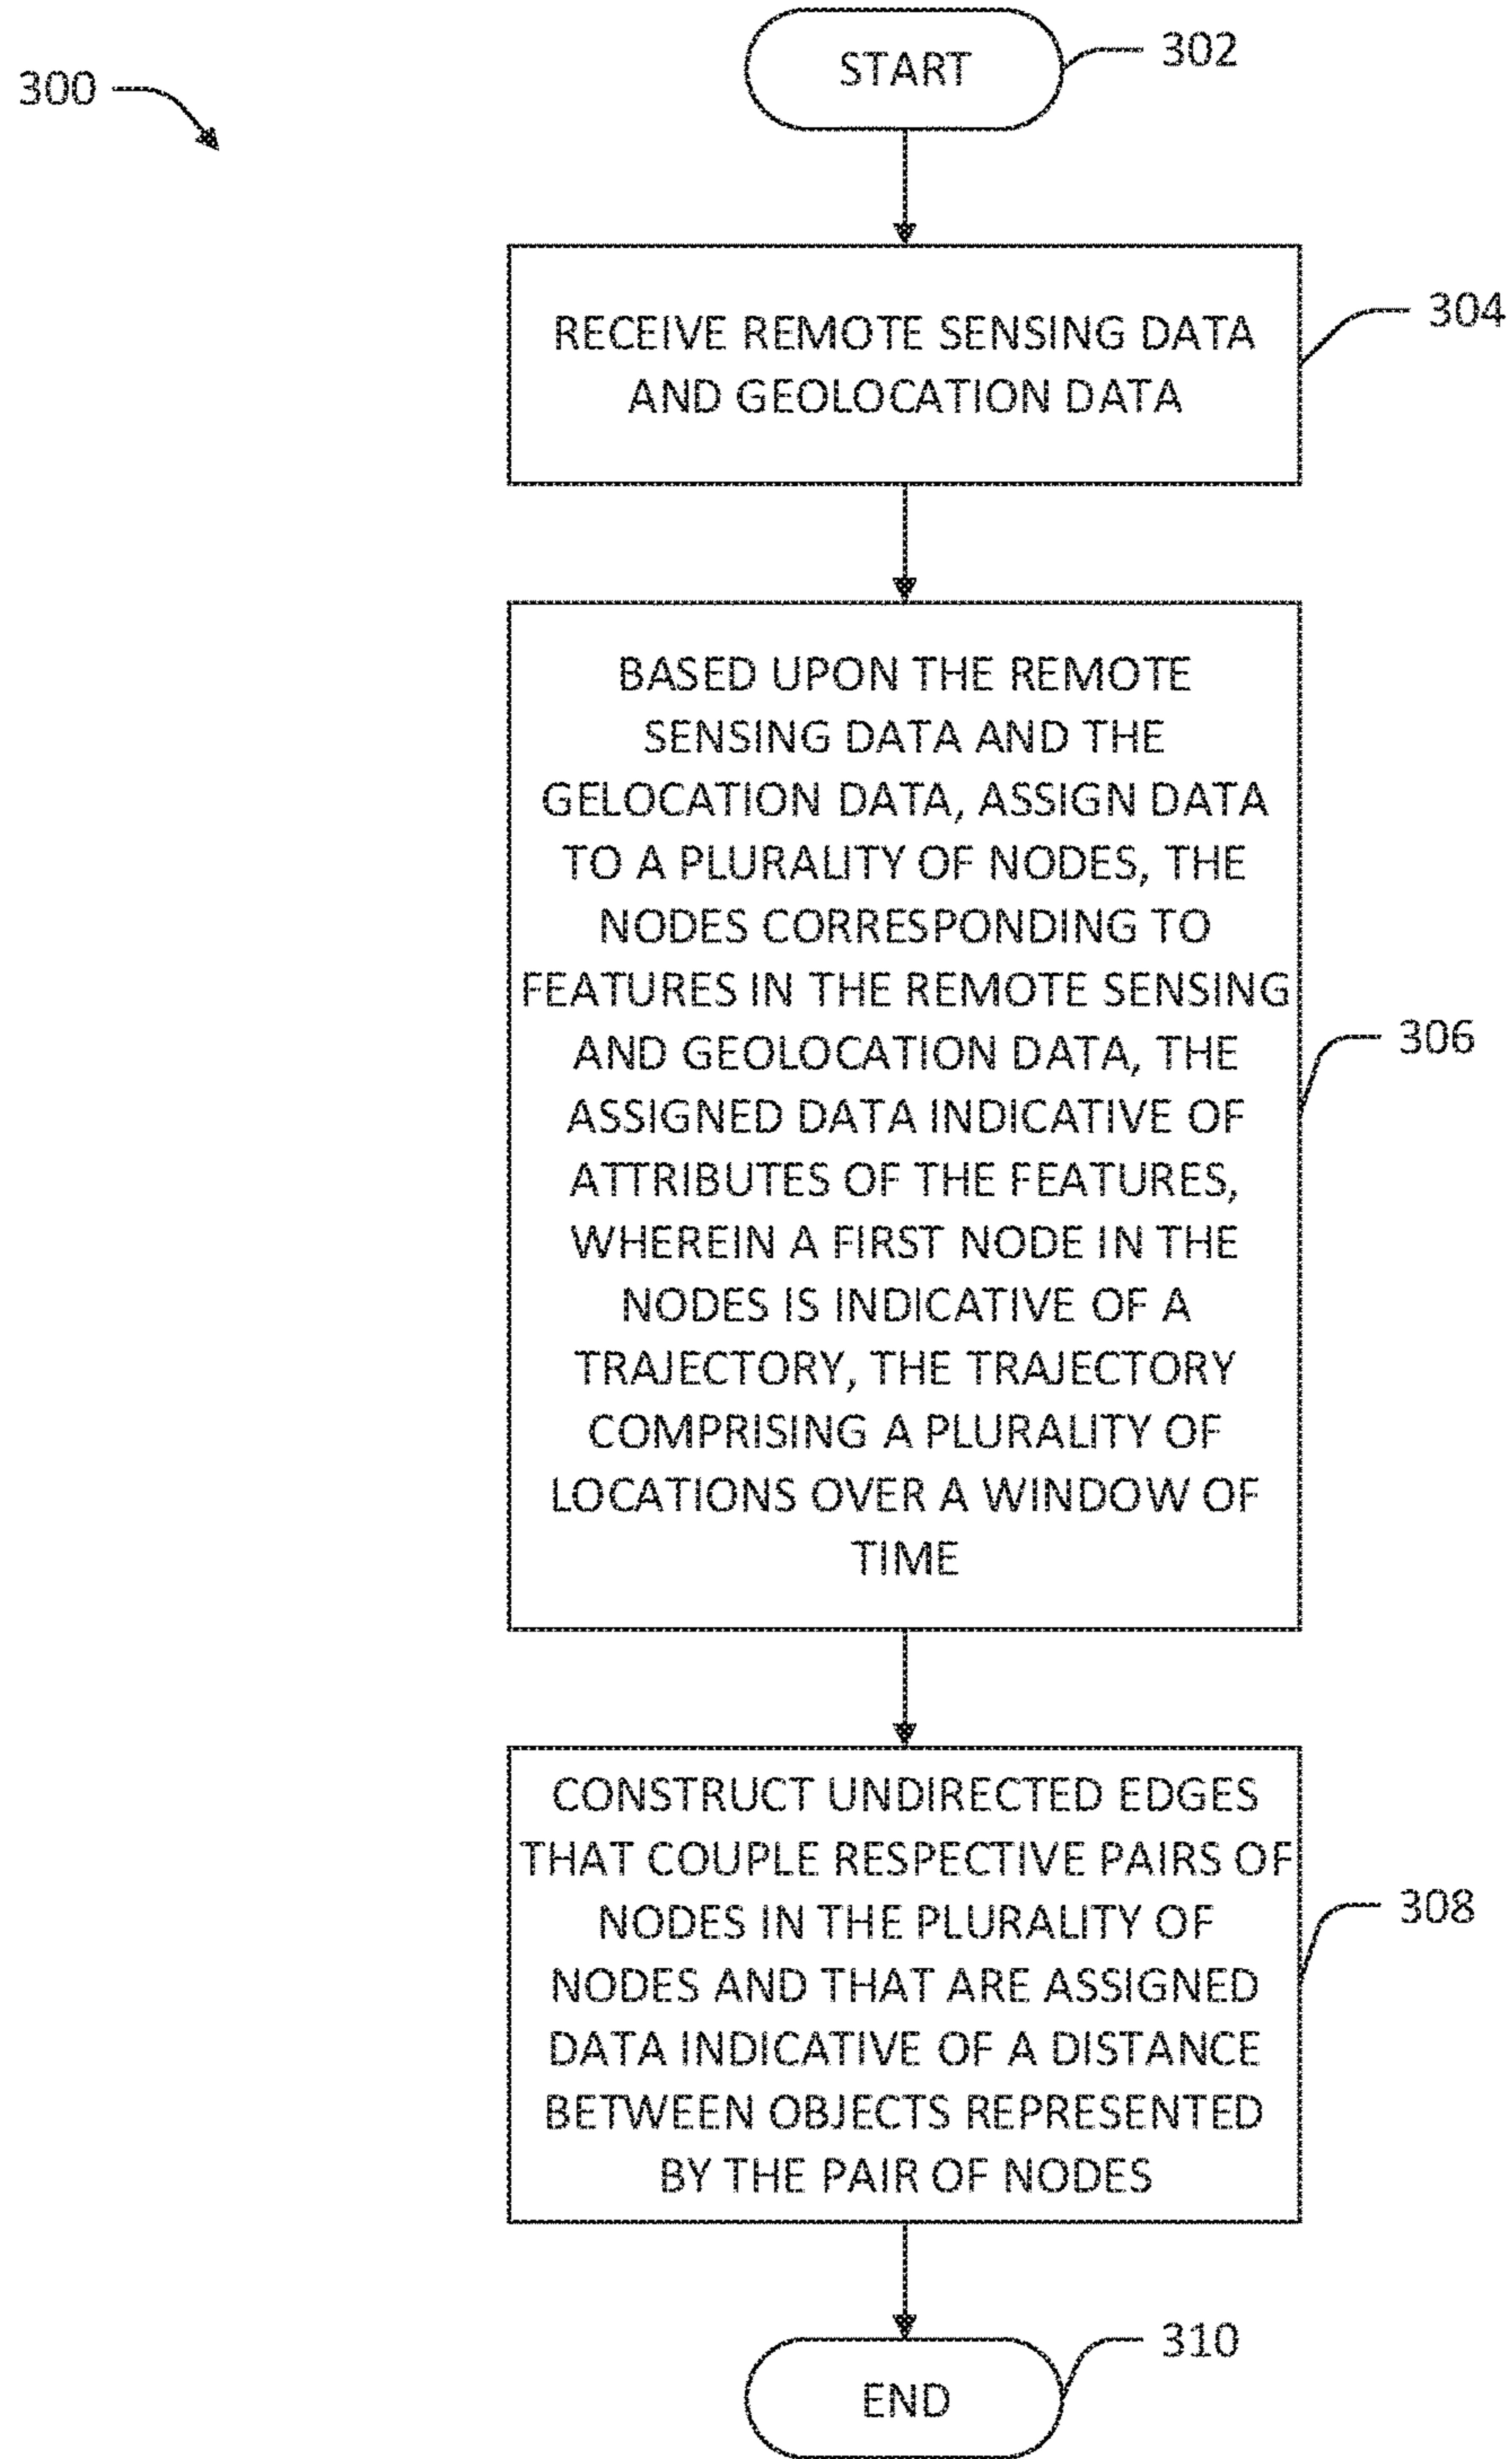 300
START
302
RECEIVE REMOTE SENSING DATA
AND GEOLOCATION DATA
304
BASED UPON THE REMOTE
SENSING DATA AND THE
GELOCATION DATA, ASSIGN DATA
TO A PLURALITY OF NODES, THE
NODES CORRESPONDING TO
FEATURES IN THE REMOTE SENSING
AND GEOLOCATION DATA, THE
ASSIGNED DATA INDICATIVE OF
ATTRIBUTES OF THE FEATURES,
WHEREIN A FIRST NODE IN THE
NODES IS INDICATIVE OF A
TRAJECTORY, THE TRAJECTORY
COMPRISING A PLURALITY OF
LOCATIONS OVER A WINDOW OF
TIME
306
CONSTRUCT UNDIRECTED EDGES
THAT COUPLE RESPECTIVE PAIRS OF
NODES IN THE PLURALITY OF
NODES AND THAT ARE ASSIGNED
DATA INDICATIVE OF A DISTANCE
BETWEEN OBJECTS REPRESENTED
BY THE PAIR OF NODES
308
END
310